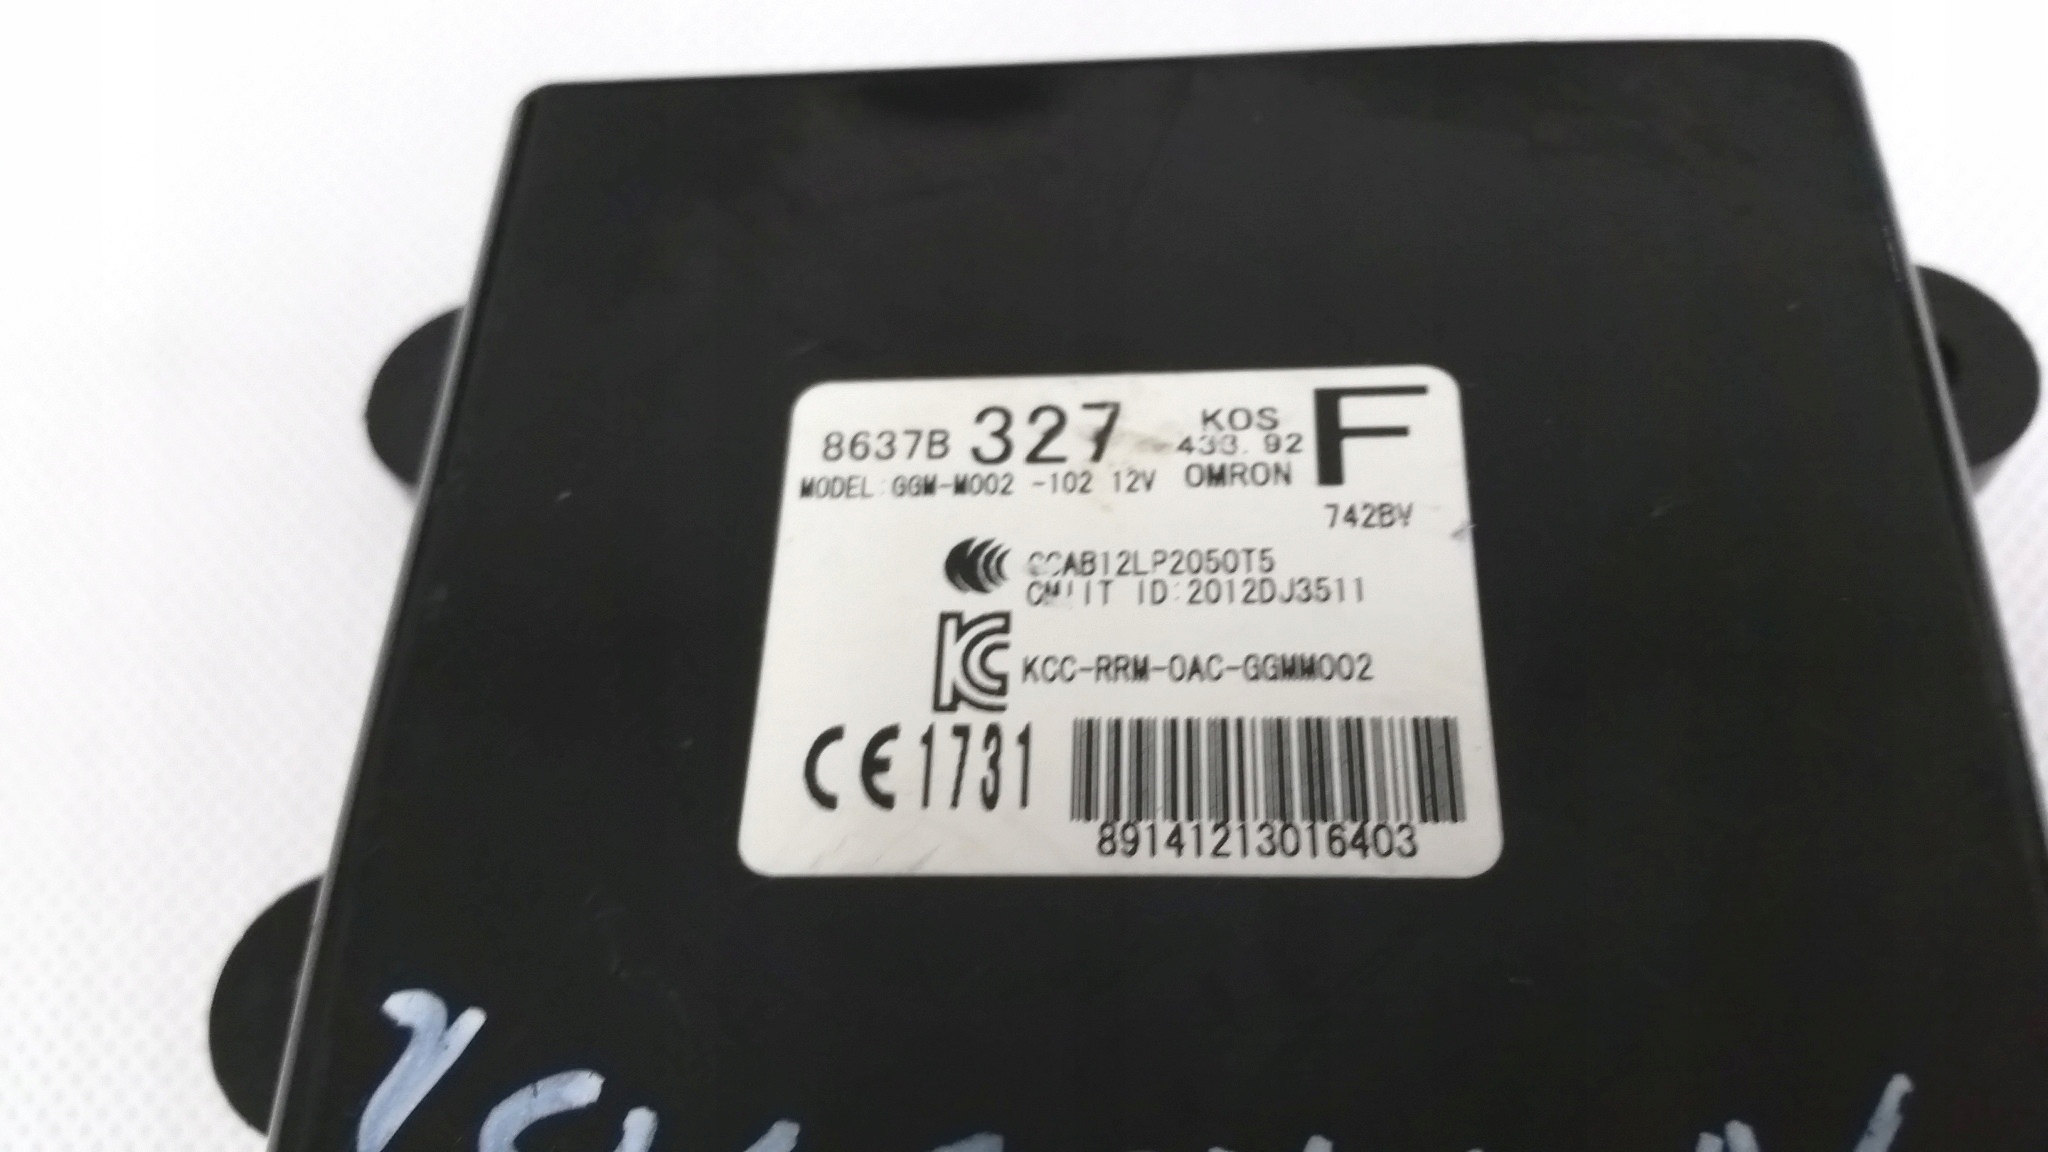 8637B 327 KOS F
433.92
MODEL:GGM-M002 -102 12V OMRON
742BV
CCAB12LP2050T5
CMIIT ID:2012DJ3511
KC KCC-RRM-OAC-GGMM002
CE1731
89141213016403